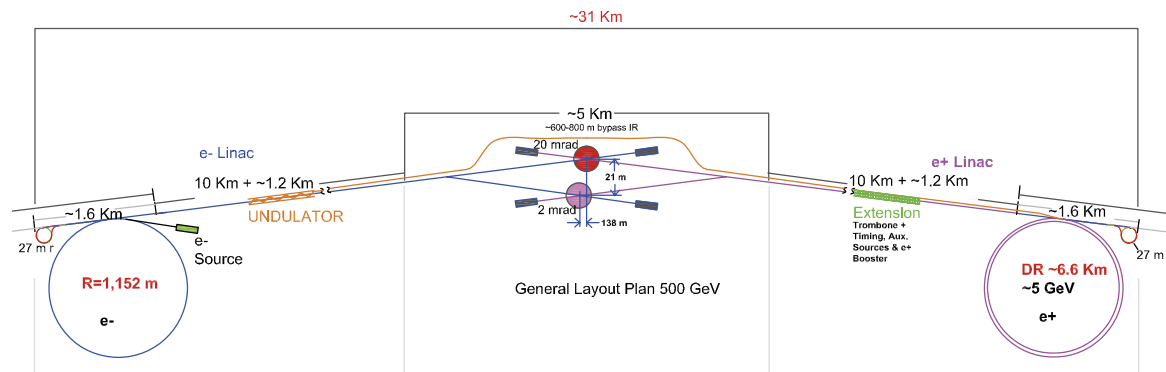 ~31 Km
~5 Km
~600-800 m bypass IR
20 mrad
e- Linac
e+ Linac
10 Km + ~1.2 Km
21 m
10 Km + ~1.2 Km
~1.6 Km
UNDULATOR
2 mrad
138 m
Extension
Trombone +
Timing, Aux.
Sources & e+
Booster
~1.6 Km
27 m r
e-
Source
27 m
R=1,152 m
e-
General Layout Plan 500 GeV
DR ~6.6 Km
~5 GeV
e+